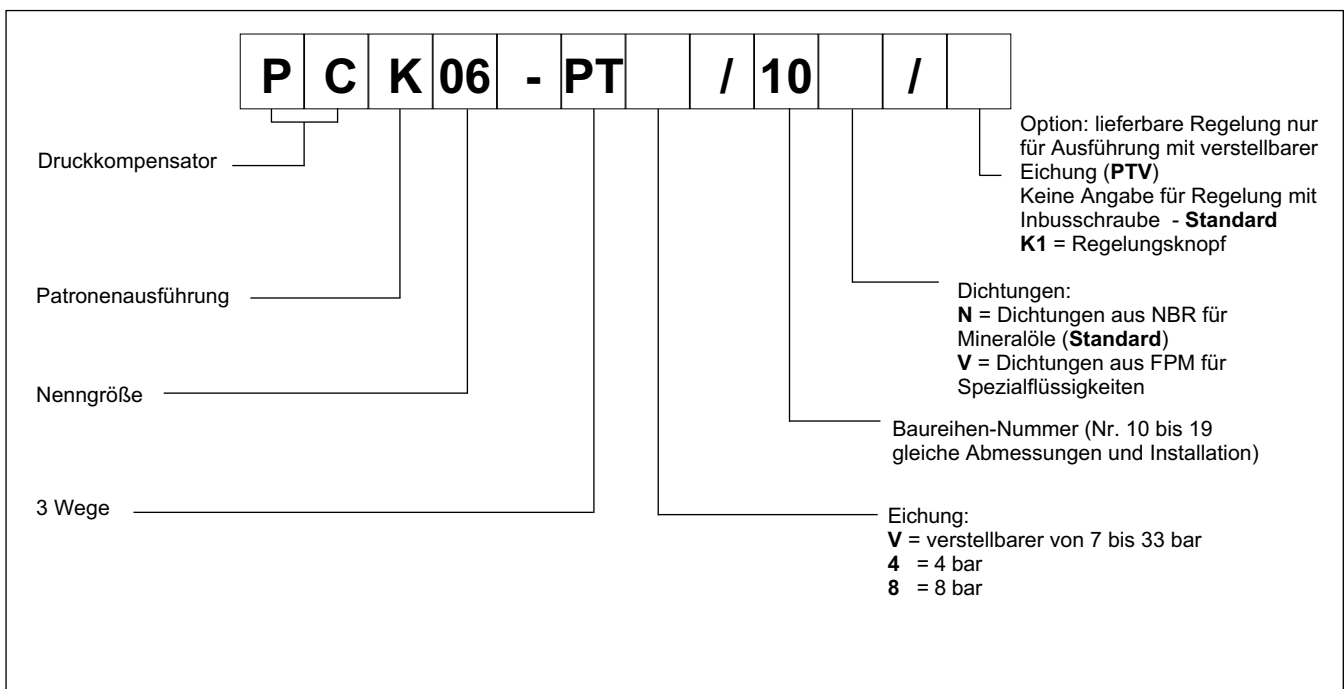 P C K 06 - PT / 10 /
Druckkompensator
Patronenausführung
Nenngröße
3 Wege
Option: lieferbare Regelung nur
für Ausführung mit verstellbarer
Eichung (PTV)
Keine Angabe für Regelung mit
Inbusschraube - Standard
K1 = Regelungsknopf
Dichtungen:
N = Dichtungen aus NBR für
Mineralöle (Standard)
V = Dichtungen aus FPM für
Spezialflüssigkeiten
Baureihen-Nummer (Nr. 10 bis 19
gleiche Abmessungen und Installation)
Eichung:
V = verstellbarer von 7 bis 33 bar
4 = 4 bar
8 = 8 bar